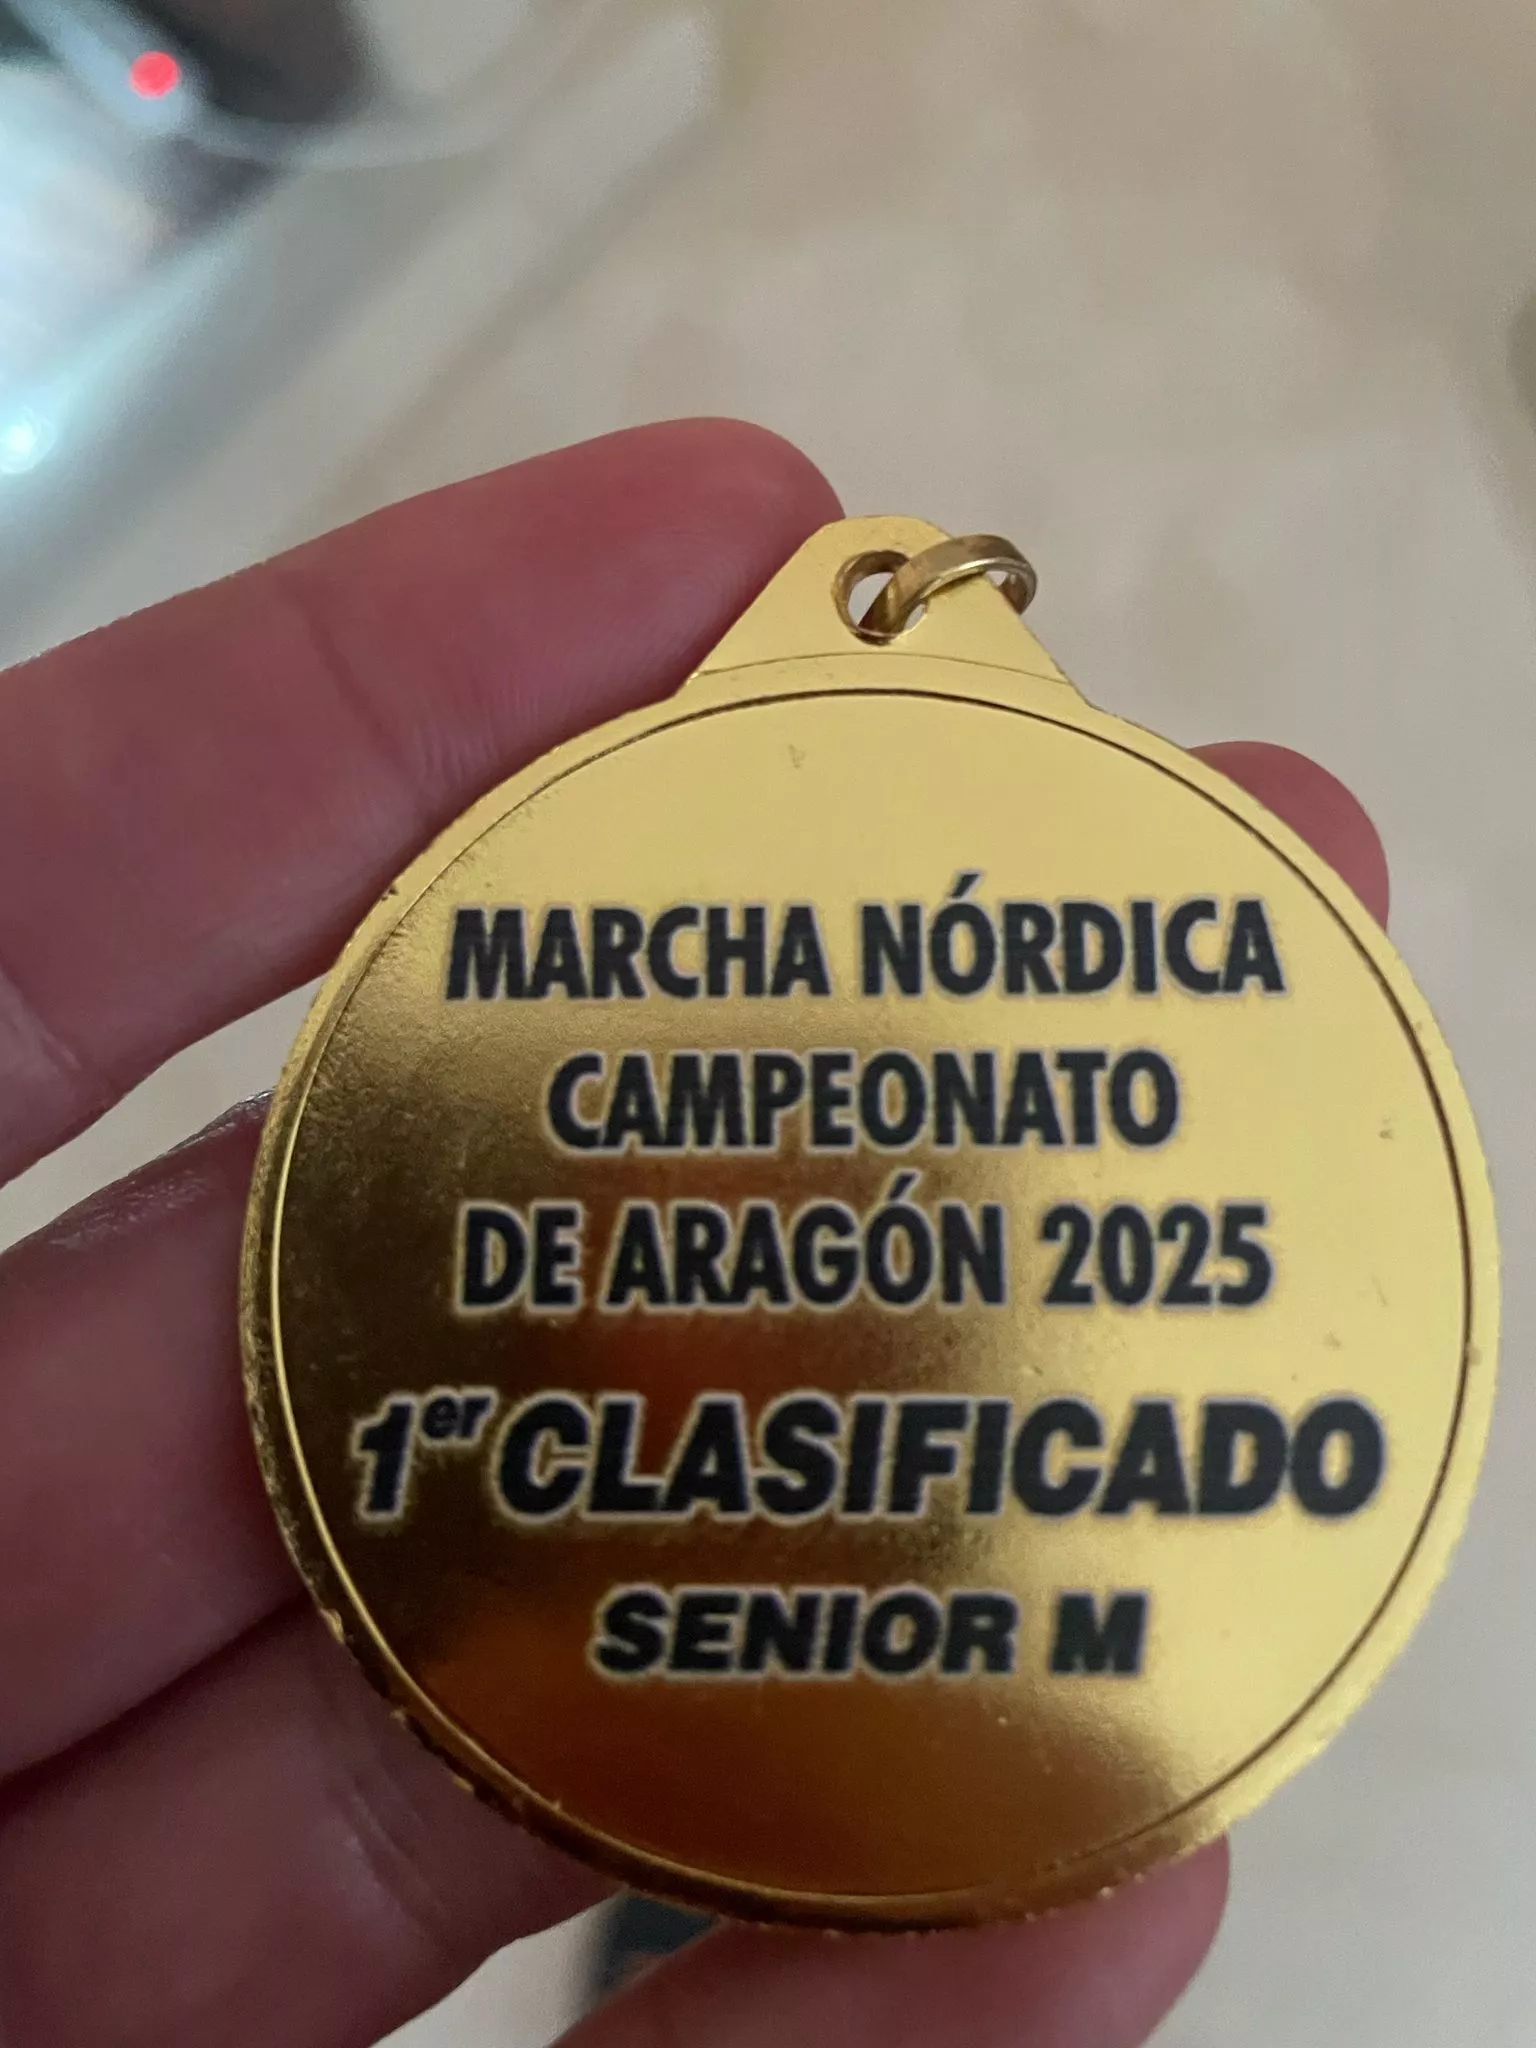 MARCHA NÓRDICA
CAMPEONATO
DE ARAGÓN 2025
1er CLASIFICADO
SENIOR M